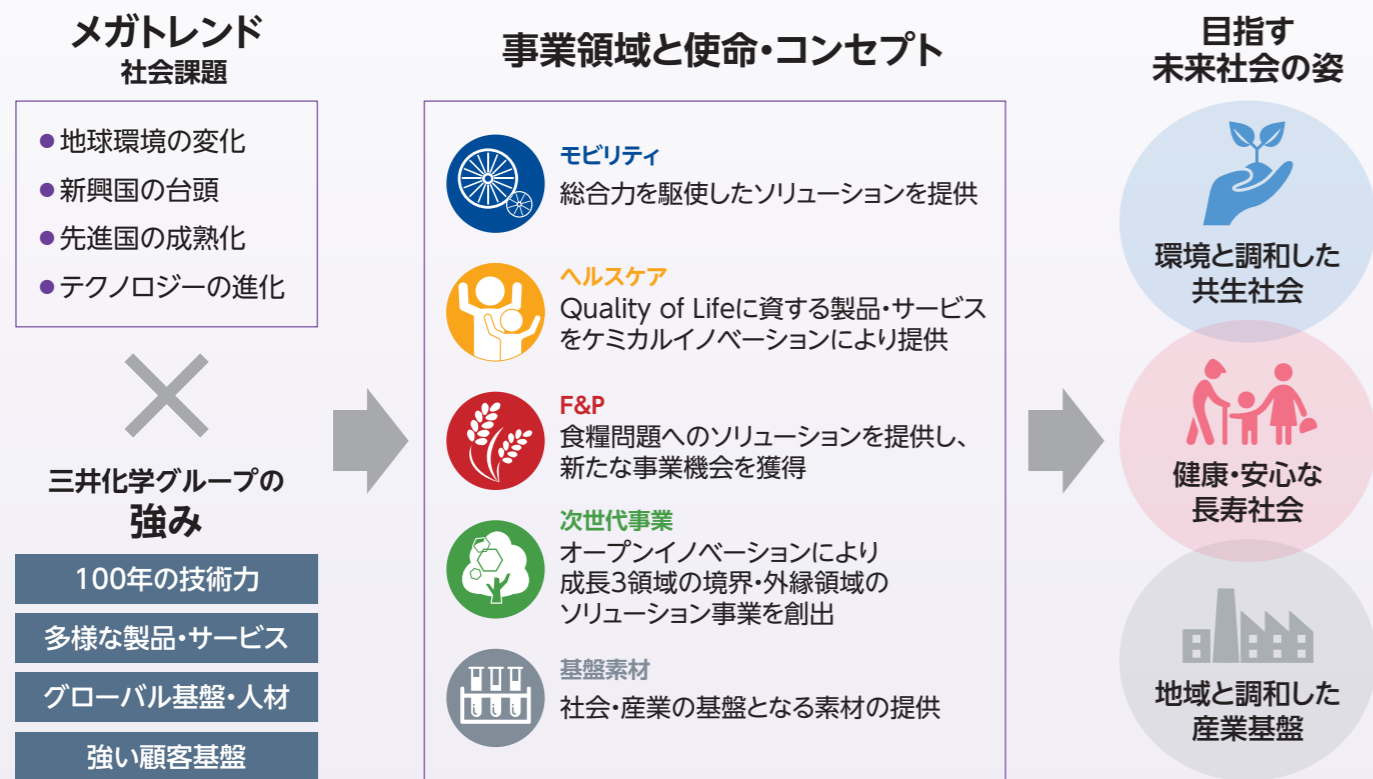 メガトレンド
社会課題
●地球環境の変化
●新興国の台頭
●先進国の成熟化
●テクノロジーの進化
三井化学グループの
強み
100年の技術力
多様な製品・サービス
グローバル基盤・人材
強い顧客基盤
事業領域と使命・コンセプト
モビリティ
総合力を駆使したソリューションを提供
ヘルスケア
Quality of Lifeに資する製品・サービス
をケミカルイノベーションにより提供
F&P
食糧問題へのソリューションを提供し、
新たな事業機会を獲得
次世代事業
オープンイノベーションにより
成長3領域の境界・外縁領域の
ソリューション事業を創出
基盤素材
社会・産業の基盤となる素材の提供
目指す
未来社会の姿
環境と調和した
共生社会
健康・安心な
長寿社会
地域と調和した
産業基盤